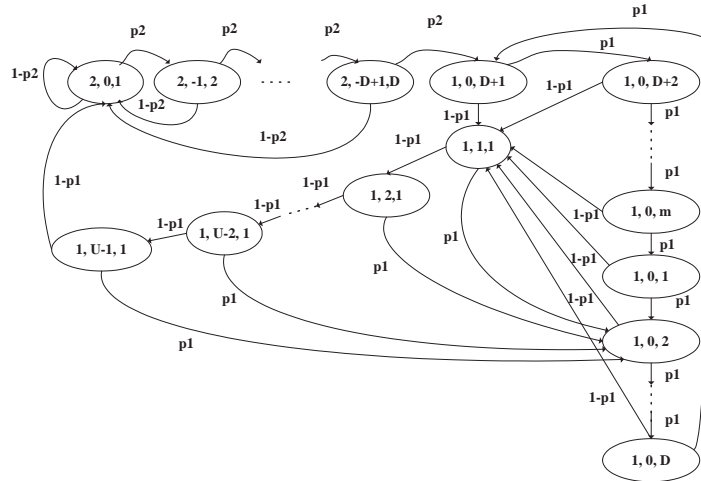 p2
p2
p2
p2
p1
p1
1-p2
2, 0,1
2, -1, 2
....
2, -D+1,D
1, 0, D+1
1, 0, D+2
1-p2
1-p1
1-p1
p1
1-p2
1-p1
1, 1,1
p1
1-p1
1-p1
1, 2,1
1-p1
1-p1
1, 0, m
1-p1
1, U-2, 1
p1
1, U-1, 1
p1
p1
1-p1
1, 0, 1
p1
p1
p1
1, 0, 2
p1
1-p1
p1
1, 0, D